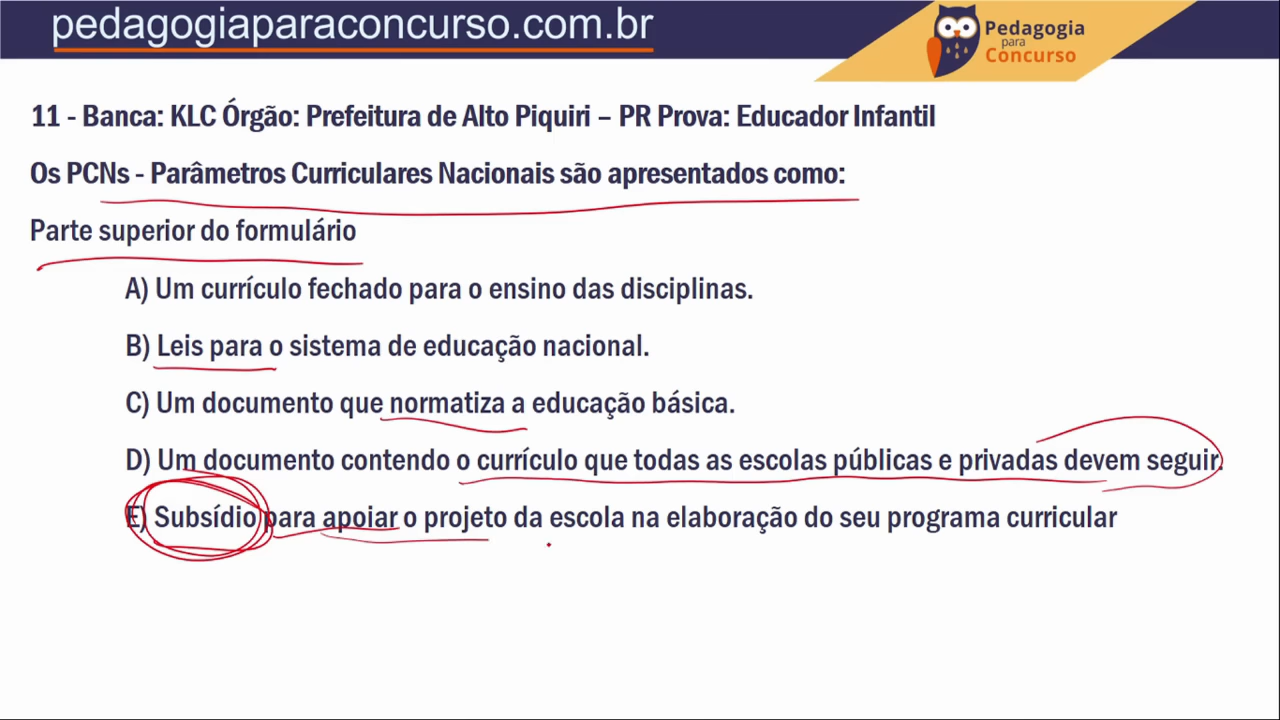 pedagogiaparaconcurso.com.br
Pedagogia
para
Concurso
11 - Banca: KLC Órgão: Prefeitura de Alto Piquiri – PR Prova: Educador Infantil
Os PCNs - Parâmetros Curriculares Nacionais são apresentados como:
Parte superior do formulário
A) Um currículo fechado para o ensino das disciplinas.
B) Leis para o sistema de educação nacional.
C) Um documento que normatiza a educação básica.
D) Um documento contendo o currículo que todas as escolas públicas e privadas devem seguir.
E) Subsídio para apoiar o projeto da escola na elaboração do seu programa curricular